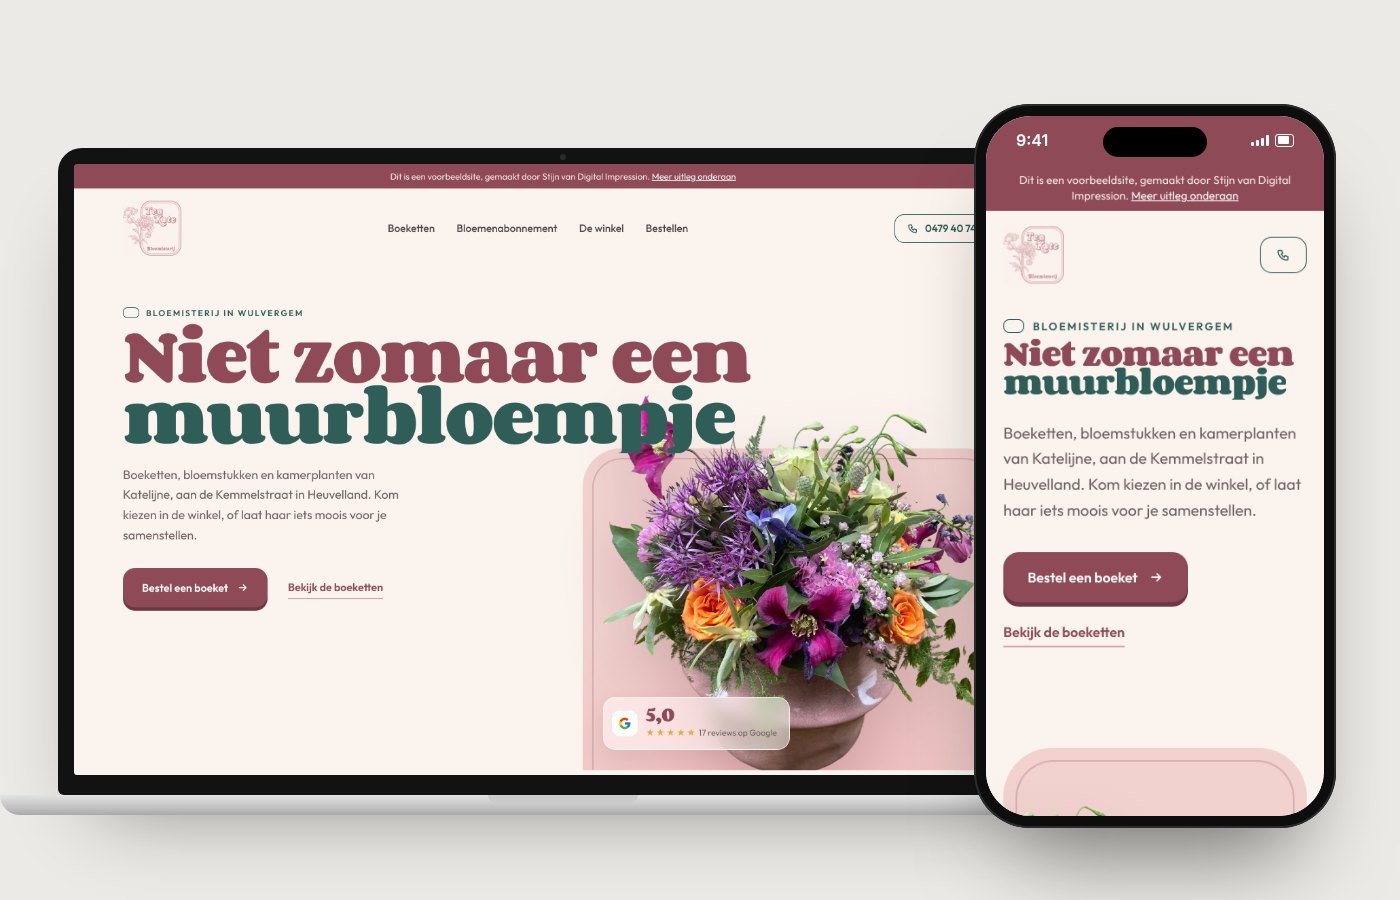 Dit is een voorbeeldsite, gemaakt door Stijn van Digital Impression. Meer uitleg onderaan
Ten Kate
Bloemisterij
Boeketten Bloemenabonnement De winkel Bestellen
0479 40 74
BLOEMISTERIJ IN WULVERGEM
Niet zomaar een
muurbloempje
Boeketten, bloemstukken en kamerplanten van
Katelijne, aan de Kemmelstraat in Heuvelland. Kom
kiezen in de winkel, of laat haar iets moois voor je
samenstellen.
Bestel een boeket →
Bekijk de boeketten
G
5,0
★★★★★ 17 reviews op Google
9:41
Dit is een voorbeeldsite, gemaakt door Stijn van Digital
Impression. Meer uitleg onderaan
Bloemisterij
BLOEMISTERIJ IN WULVERGEM
Niet zomaar een
muurbloempje
Boeketten, bloemstukken en kamerplanten
van Katelijne, aan de Kemmelstraat in
Heuvelland. Kom kiezen in de winkel, of laat
haar iets moois voor je samenstellen.
Bestel een boeket →
Bekijk de boeketten